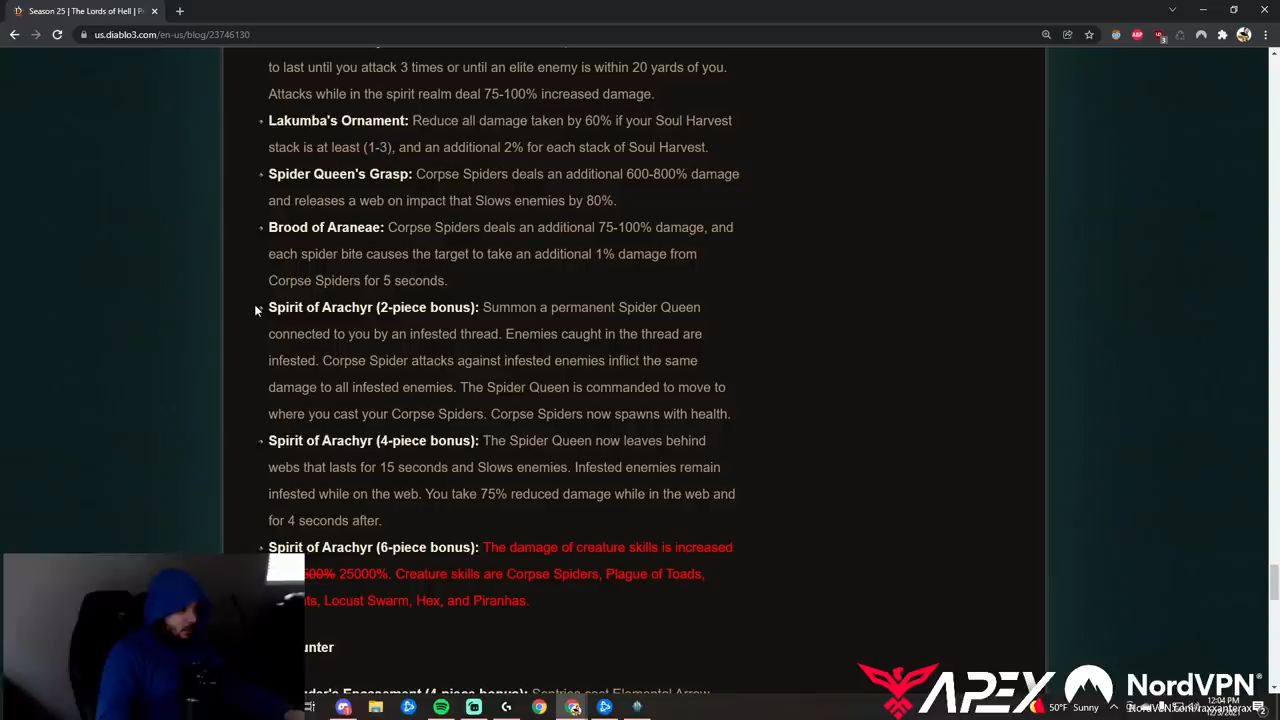 Season 25 | The Lords of Hell | P
us.diablo3.com/en-us/blog/23746130
to last until you attack 3 times or until an elite enemy is within 20 yards of you.
Attacks while in the spirit realm deal 75-100% increased damage.
Lakumba's Ornament: Reduce all damage taken by 60% if your Soul Harvest
stack is at least (1-3), and an additional 2% for each stack of Soul Harvest.
Spider Queen's Grasp: Corpse Spiders deals an additional 600-800% damage
and releases a web on impact that Slows enemies by 80%.
Brood of Araneae: Corpse Spiders deals an additional 75-100% damage, and
each spider bite causes the target to take an additional 1% damage from
Corpse Spiders for 5 seconds.
Spirit of Arachyr (2-piece bonus): Summon a permanent Spider Queen
connected to you by an infested thread. Enemies caught in the thread are
infested. Corpse Spider attacks against infested enemies inflict the same
damage to all infested enemies. The Spider Queen is commanded to move to
where you cast your Corpse Spiders. Corpse Spiders now spawns with health.
Spirit of Arachyr (4-piece bonus): The Spider Queen now leaves behind
webs that lasts for 15 seconds and Slows enemies. Infested enemies remain
infested while on the web. You take 75% reduced damage while in the web and
for 4 seconds after.
Spirit of Arachyr (6-piece bonus): The damage of creature skills is increased
25000%. Creature skills are Corpse Spiders, Plague of Toads,
Locust Swarm, Hex, and Piranhas.
APEX NordVPN
50°F Sunny
12:04 PM